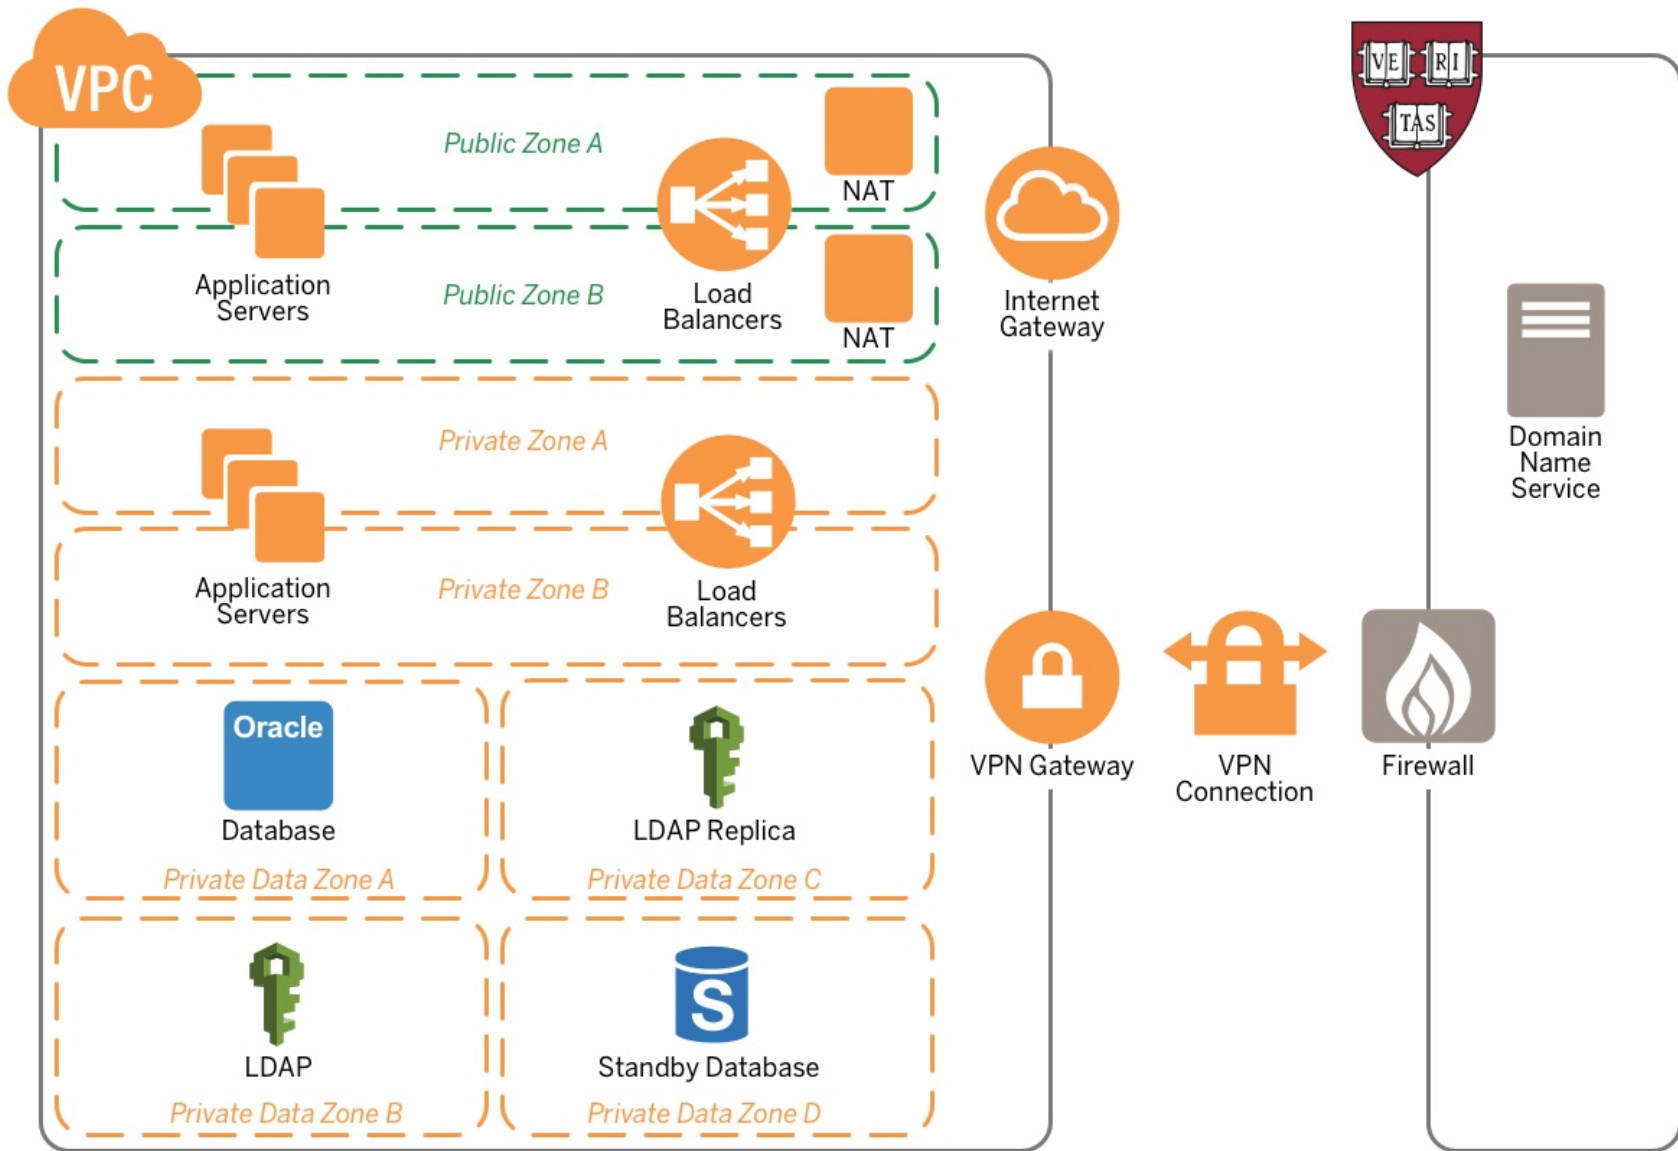 VPC
Public Zone A
NAT
Application
Servers
Public Zone B
Load
Balancers
NAT
Internet
Gateway
VE RI
TAS
Domain
Name
Service
Private Zone A
Application
Servers
Private Zone B
Load
Balancers
VPN Gateway
VPN
Connection
Firewall
Oracle
Database
Private Data Zone A
LDAP Replica
Private Data Zone C
LDAP
Private Data Zone B
S
Standby Database
Private Data Zone D